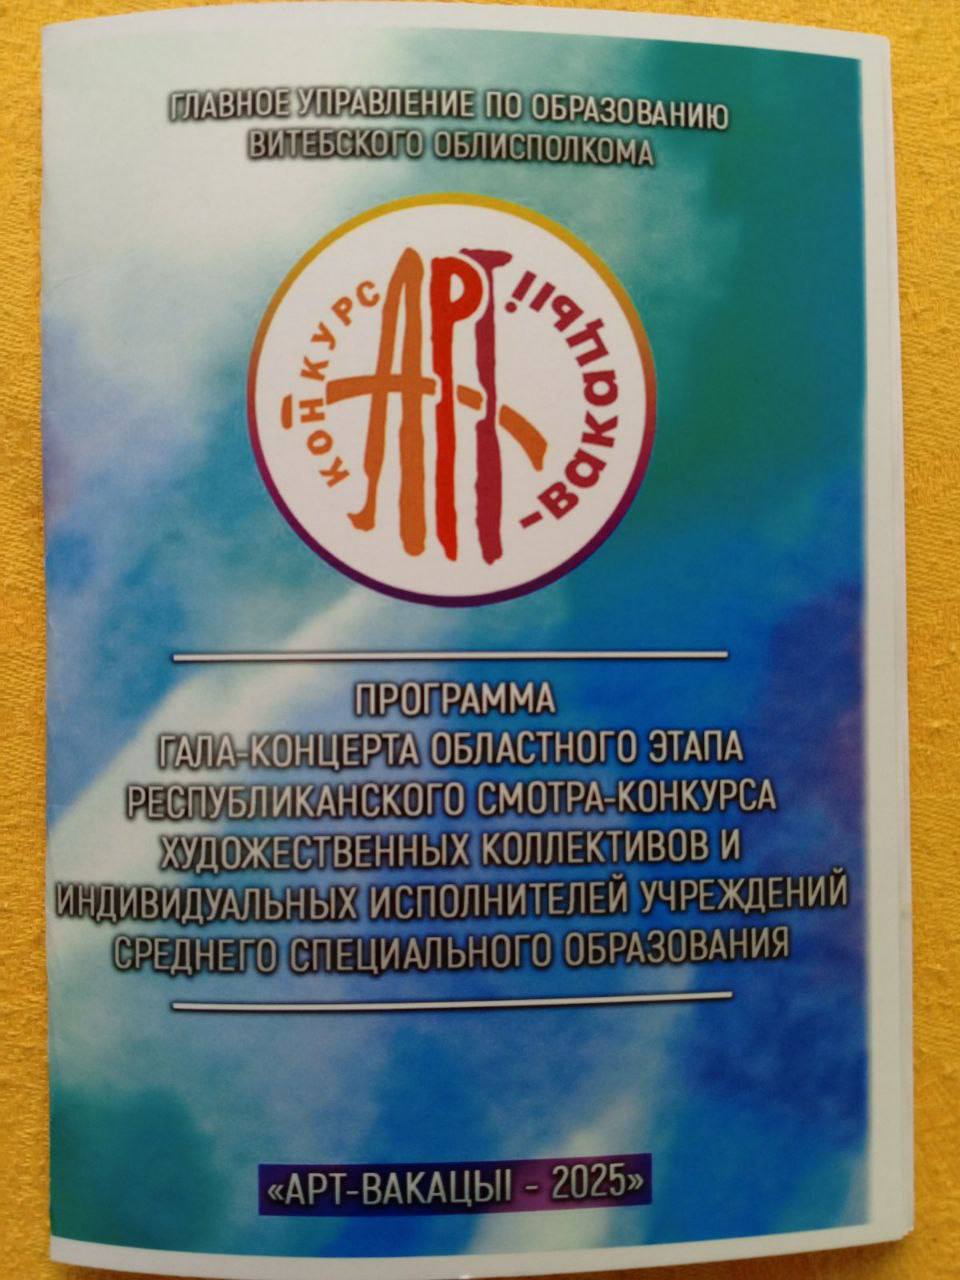 ГЛАВНОЕ УПРАВЛЕНИЕ ПО ОБРАЗОВАНИЮ
ВИТЕБСКОГО ОБЛИСПОЛКОМА
КОНКУРС
АРТ
-вакацыі
ПРОГРАММА
ГАЛА-КОНЦЕРТА ОБЛАСТНОГО ЭТАПА
РЕСПУБЛИКАНСКОГО СМОТРА-КОНКУРСА
ХУДОЖЕСТВЕННЫХ КОЛЛЕКТИВОВ И
ИНДИВИДУАЛЬНЫХ ИСПОЛНИТЕЛЕЙ УЧРЕЖДЕНИЙ
СРЕДНЕГО СПЕЦИАЛЬНОГО ОБРАЗОВАНИЯ
«АРТ-ВАКАЦЫІ - 2025»